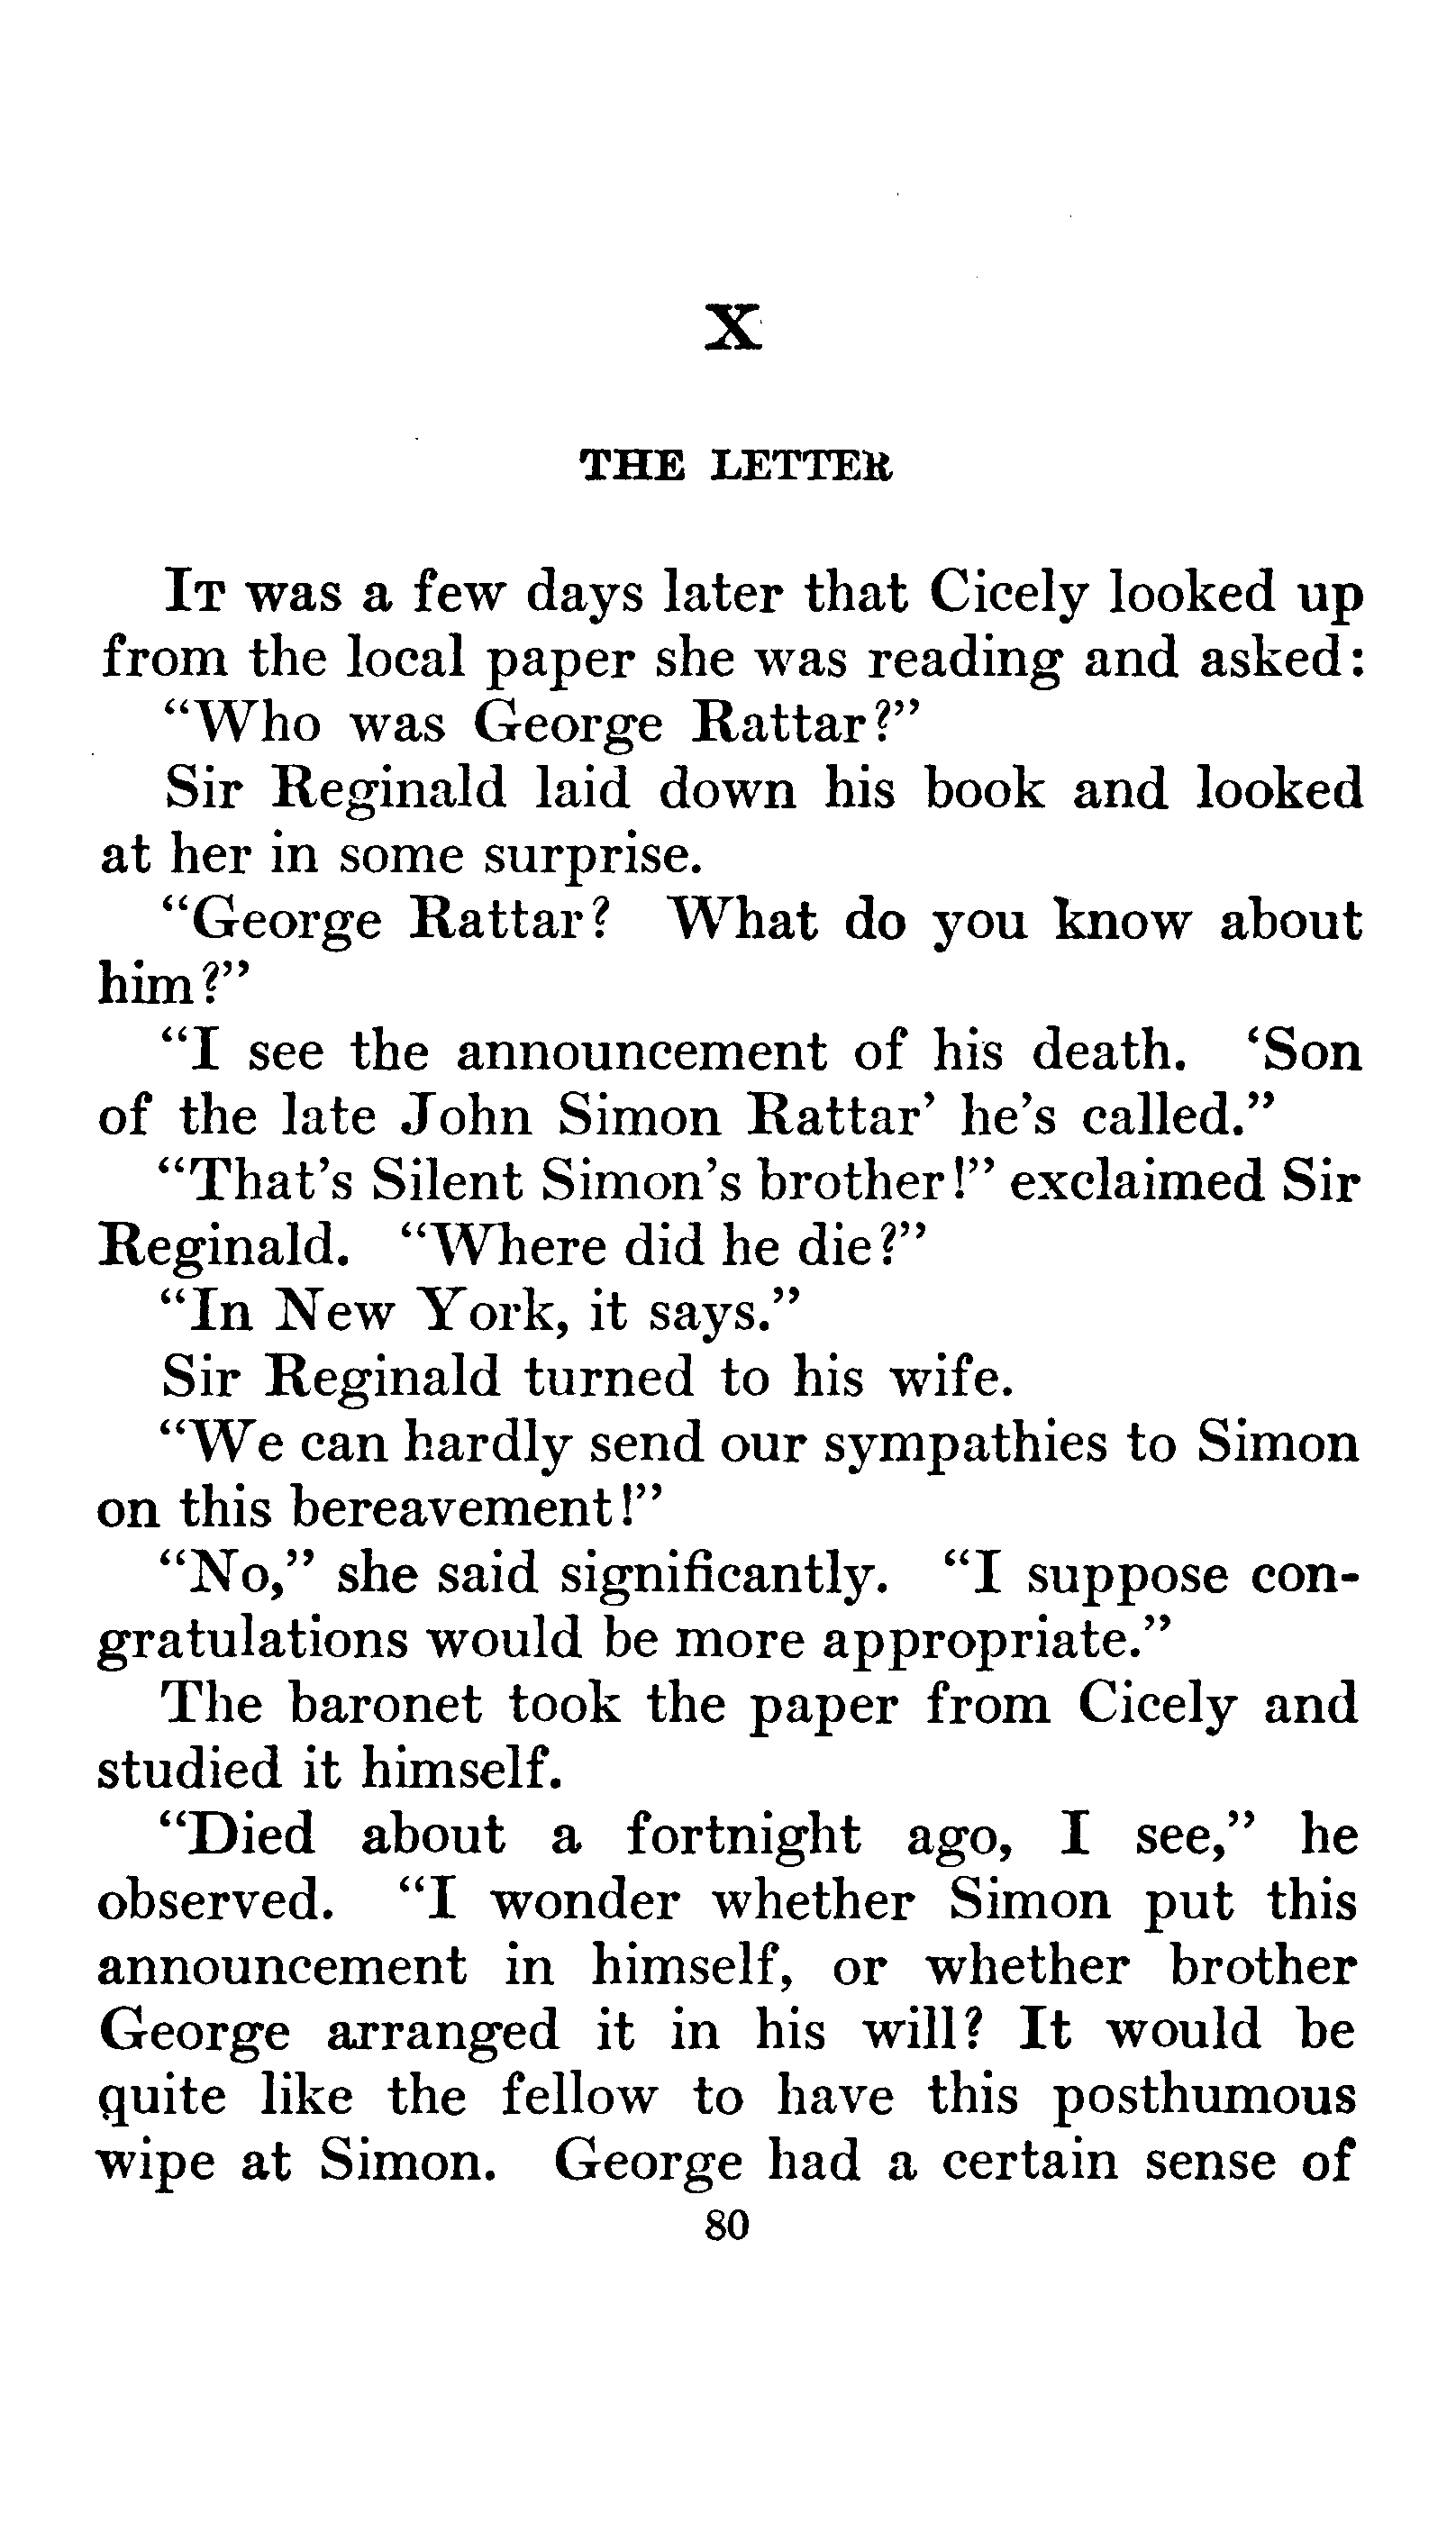 X
THE LETTER
IT was a few days later that Cicely looked up
from the local paper she was reading and asked:
“Who was George Rattar?”
Sir Reginald laid down his book and looked
at her in some surprise.
“George Rattar? What do you know about
him?”
“I see the announcement of his death. ‘Son
of the late John Simon Rattar’ he’s called.”
“That’s Silent Simon’s brother!” exclaimed Sir
Reginald. “Where did he die?”
“In New York, it says.”
Sir Reginald turned to his wife.
“We can hardly send our sympathies to Simon
on this bereavement!”
“No,” she said significantly. “I suppose con-
gratulations would be more appropriate.”
The baronet took the paper from Cicely and
studied it himself.
“Died about a fortnight ago, I see,” he
observed. “I wonder whether Simon put this
announcement in himself, or whether brother
George arranged it in his will? It would be
quite like the fellow to have this posthumous
wipe at Simon. George had a certain sense of
80